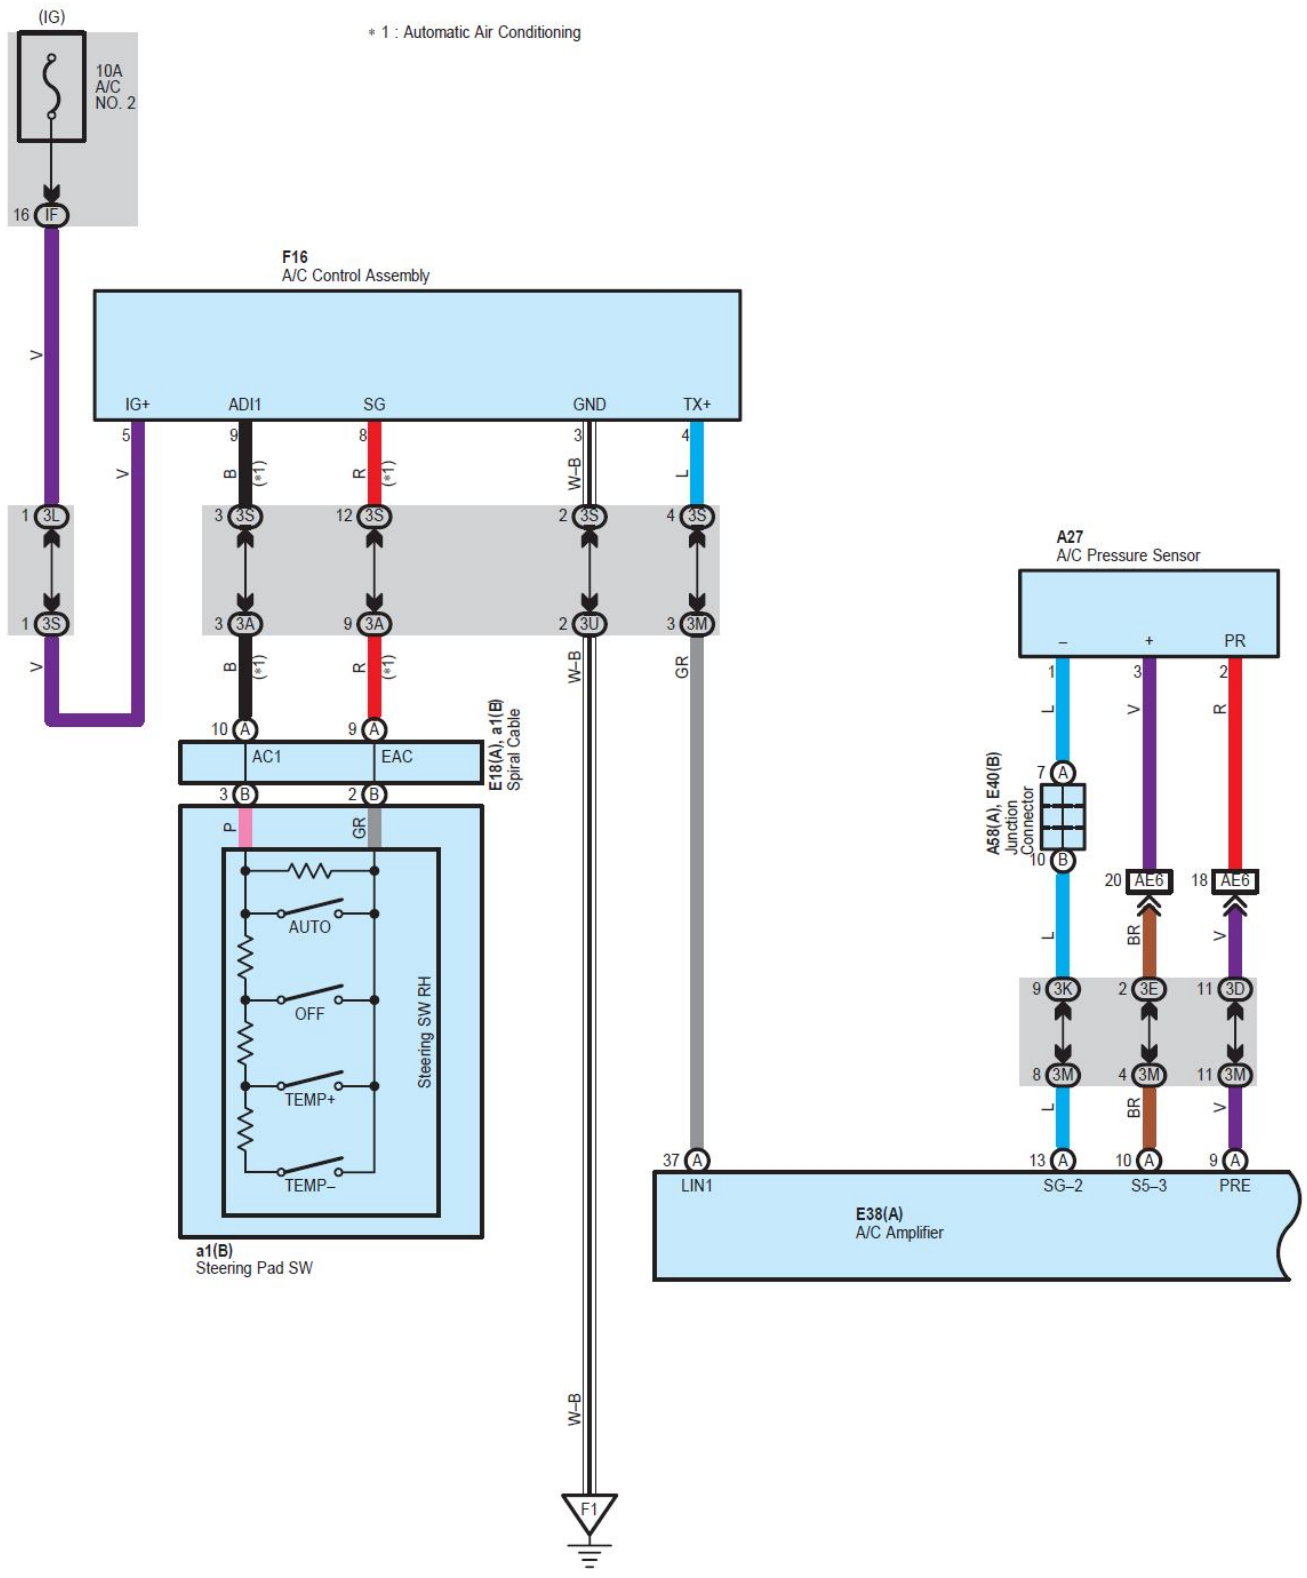 (IG)
∗ 1 : Automatic Air Conditioning
10A
A/C
NO. 2
16 IF
V
F16
A/C Control Assembly
IG+ ADI1 SG GND TX+
5 9 8 3 4
V B (∗1) R (∗1) W–B L
1 3L 3 3S 12 3S 2 3S 4 3S
A27
A/C Pressure Sensor
1 3S 3 3A 9 3A 2 3U 3 3M
– + PR
V B (∗1) R (∗1) W–B GR
1 3 2
L V R
10 A 9 A
E18(A), a1(B)
Spiral Cable
AC1 EAC
7 A
A58(A), E40(B)
Junction
Connector
3 B 2 B
P GR
10 B
20 AE6 18 AE6
AUTO
L BR V
OFF
9 3K 2 3E 11 3D
Steering SW RH
8 3M 4 3M 11 3M
TEMP+
L BR V
37 A 13 A 10 A 9 A
TEMP–
LIN1 SG–2 S5–3 PRE
E38(A)
A/C Amplifier
a1(B)
Steering Pad SW
W–B
F1